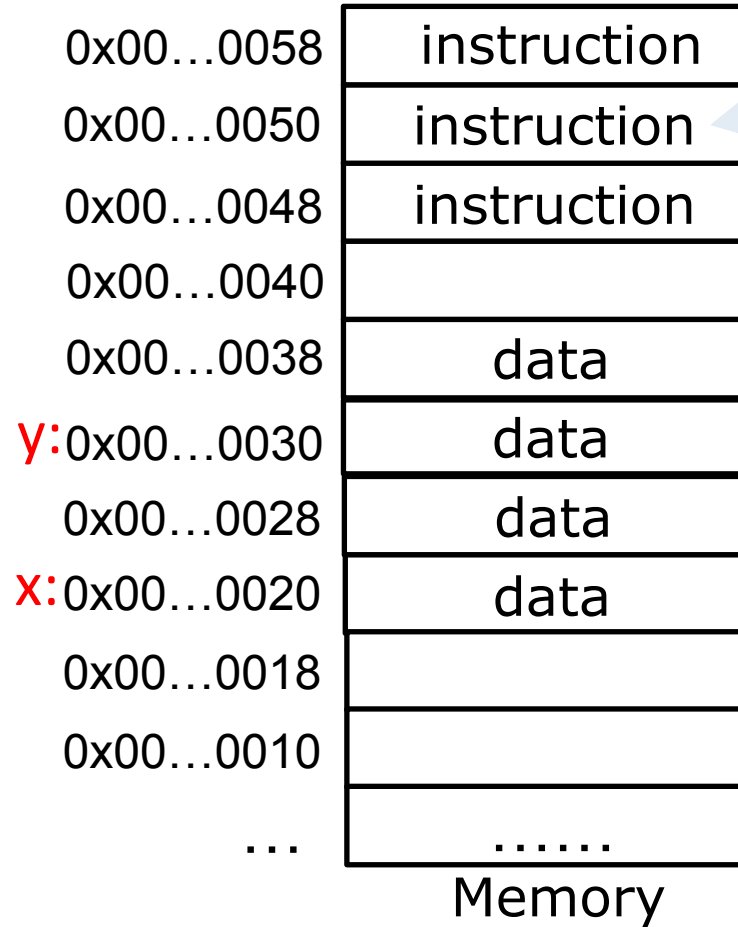 0x00…0058 instruction
0x00…0050 instruction
0x00…0048 instruction
0x00…0040
0x00…0038 data
y: 0x00…0030 data
0x00…0028 data
x: 0x00…0020 data
0x00…0018
0x00…0010
… ……
Memory